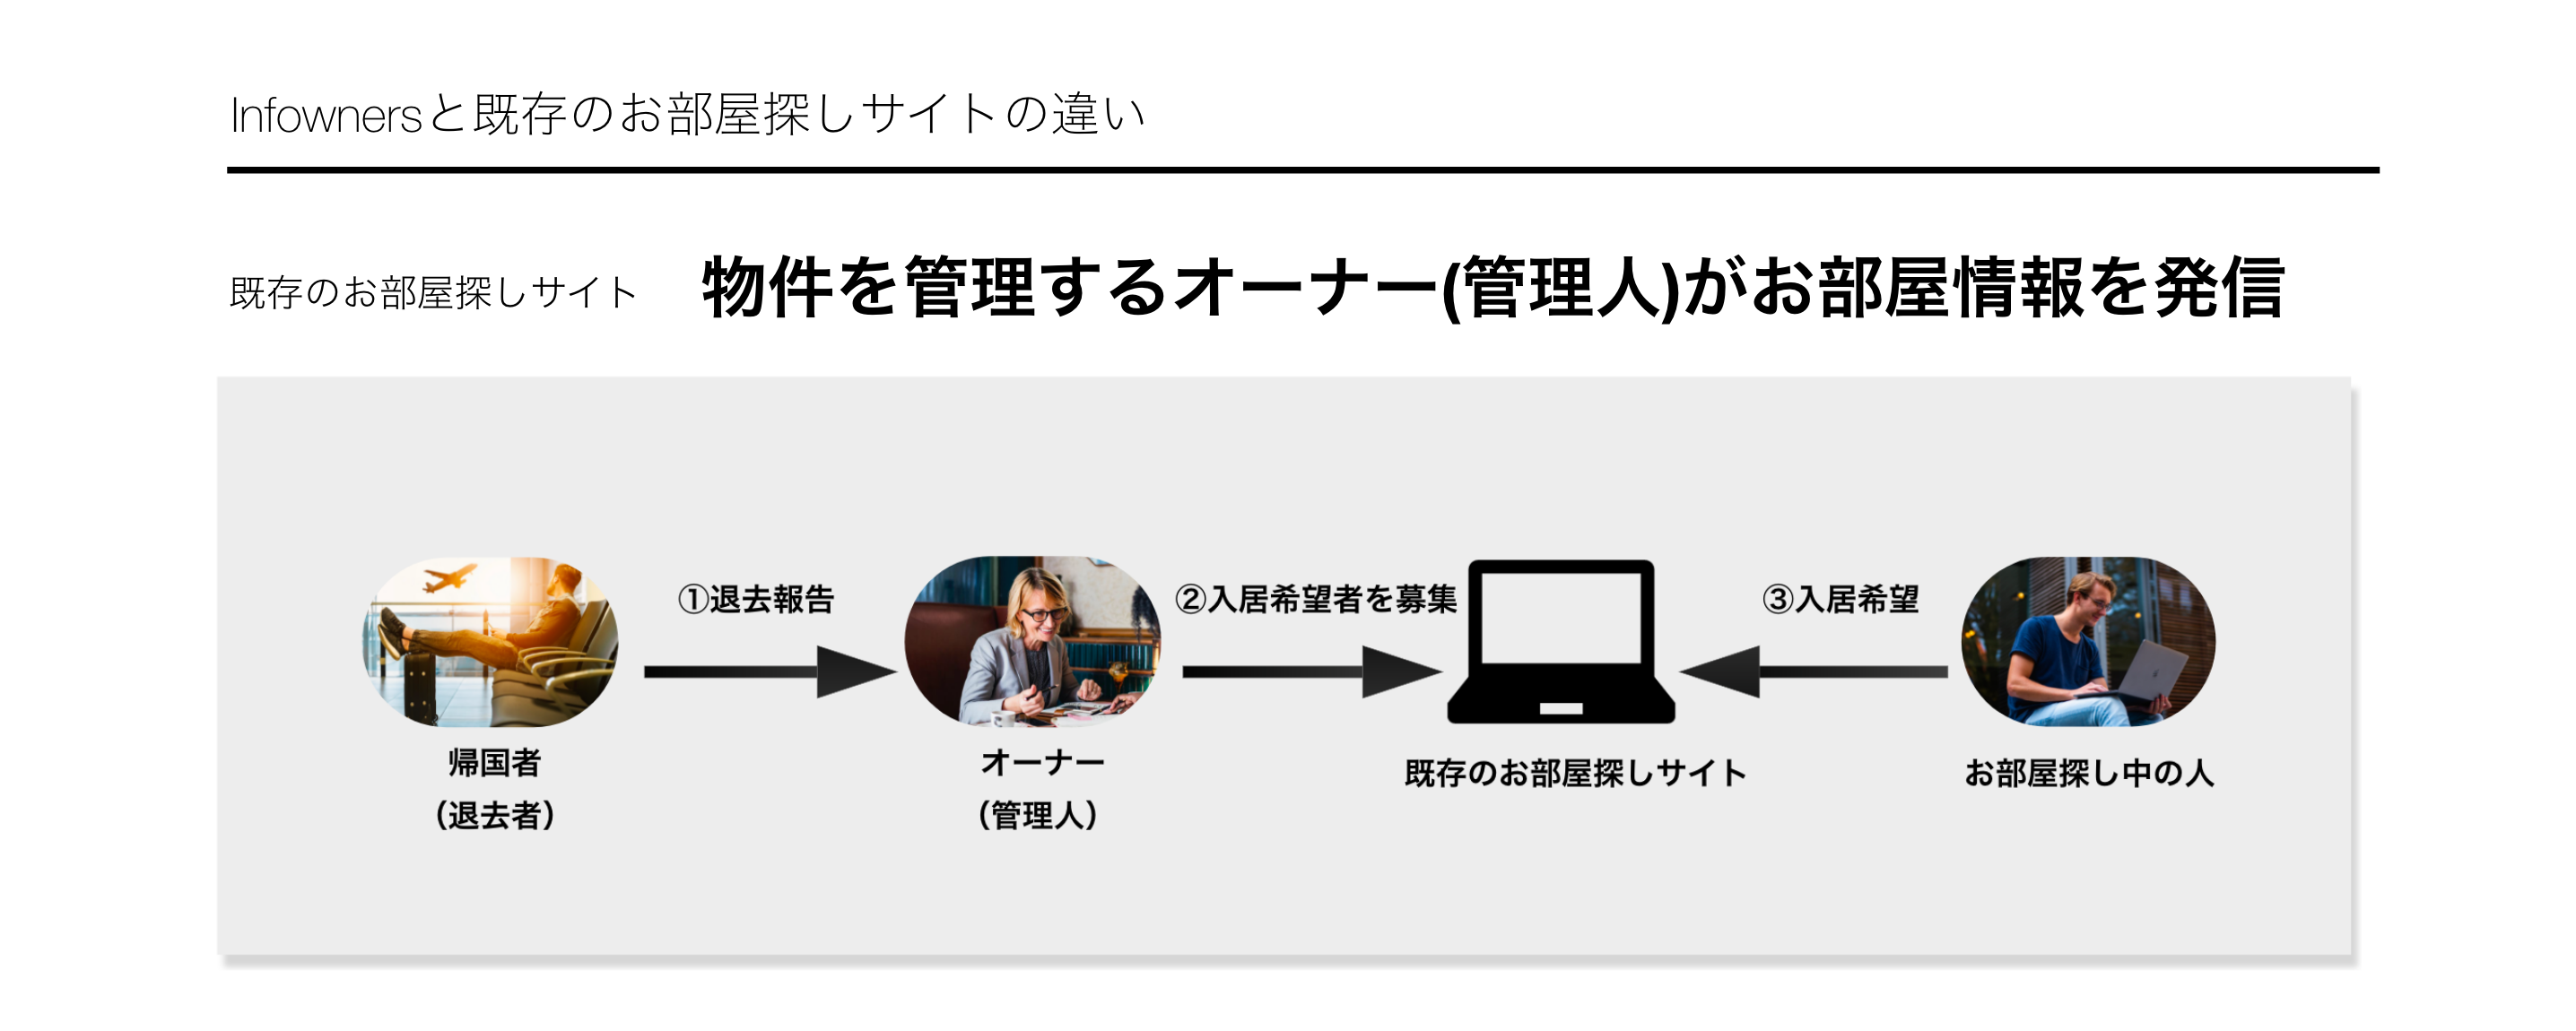 Infownersと既存のお部屋探しサイトの違い
既存のお部屋探しサイト 物件を管理するオーナー(管理人)がお部屋情報を発信
①退去報告
②入居希望者を募集
③入居希望
帰国者
（退去者）
オーナー
（管理人）
既存のお部屋探しサイト
お部屋探し中の人